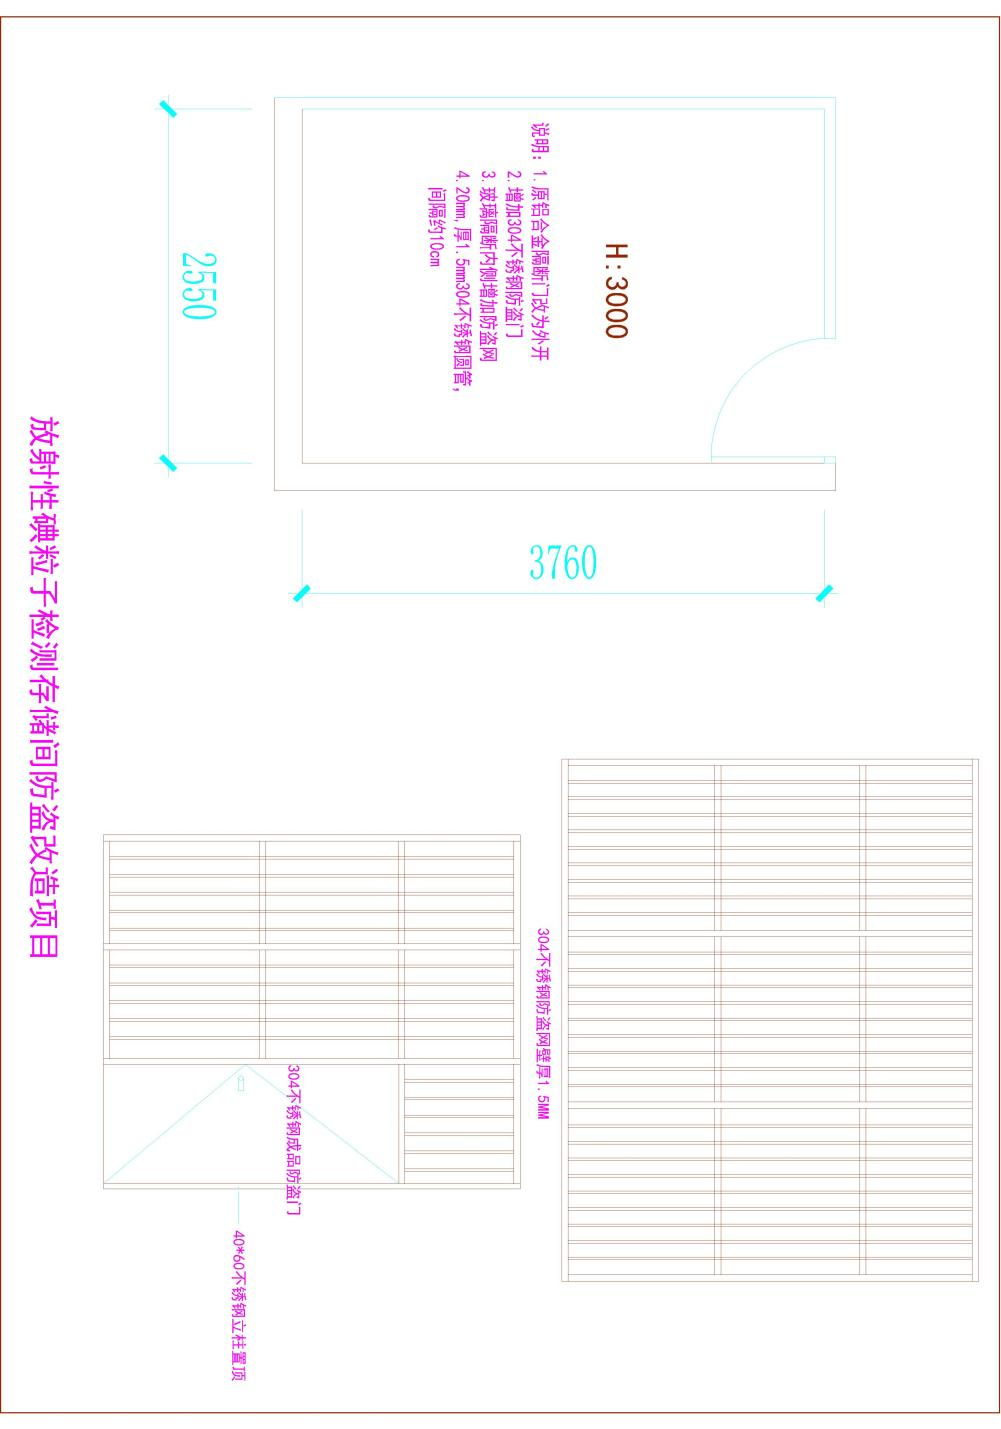 H:3000
说明：1.原铝合金隔断门改为外开
2.增加304不锈钢防盗门
3.玻璃隔断内侧增加防盗网
4.20mm,厚1.5mm304不锈钢圆管,
间隔约10cm
2550
3760
304不锈钢防盗网壁厚1.5MM
304不锈钢成品防盗门
40*60不锈钢立柱置顶
放射性碘粒子检测存储间防盗改造项目